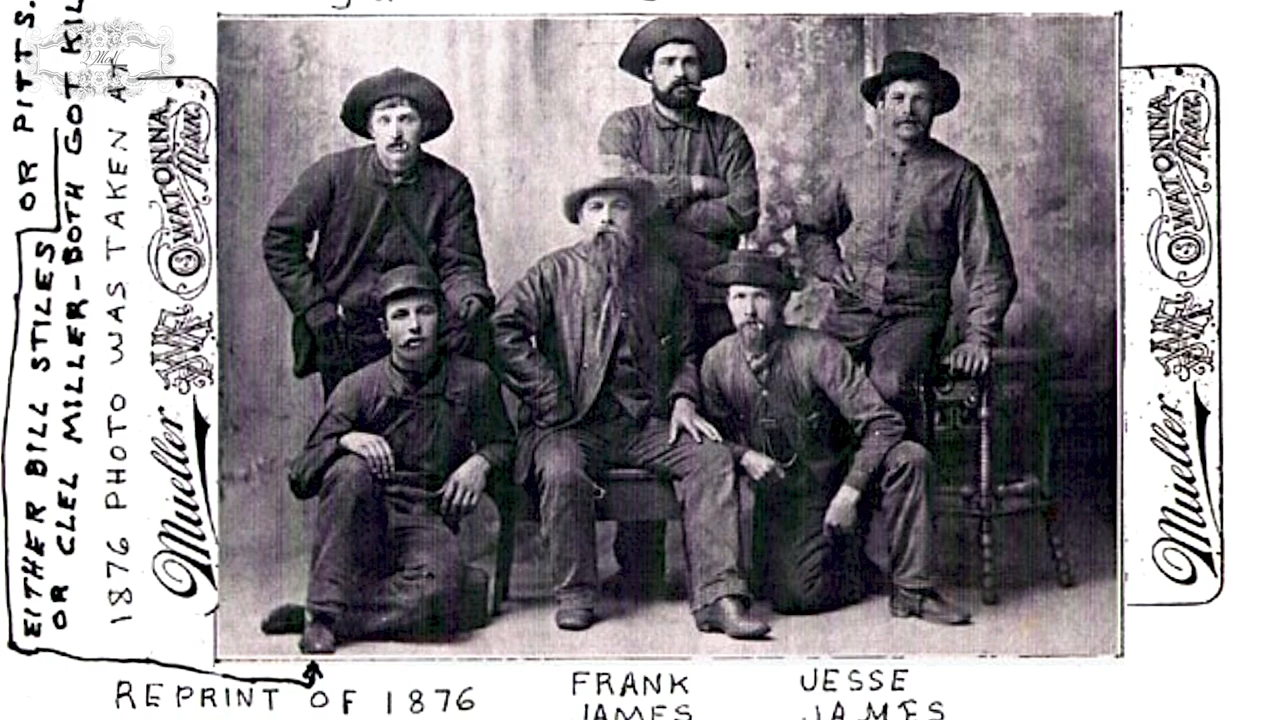 EITHER BILL STILES OR PITTS.
OR CLEL MILLER-BOTH GOT KIL
1876 PHOTO WAS TAKEN AT
Mueller
OWATONNA,
Minn
Mueller
OWATONNA,
Minn
REPRINT OF 1876
FRANK
JAMES
JESSE
JAMES